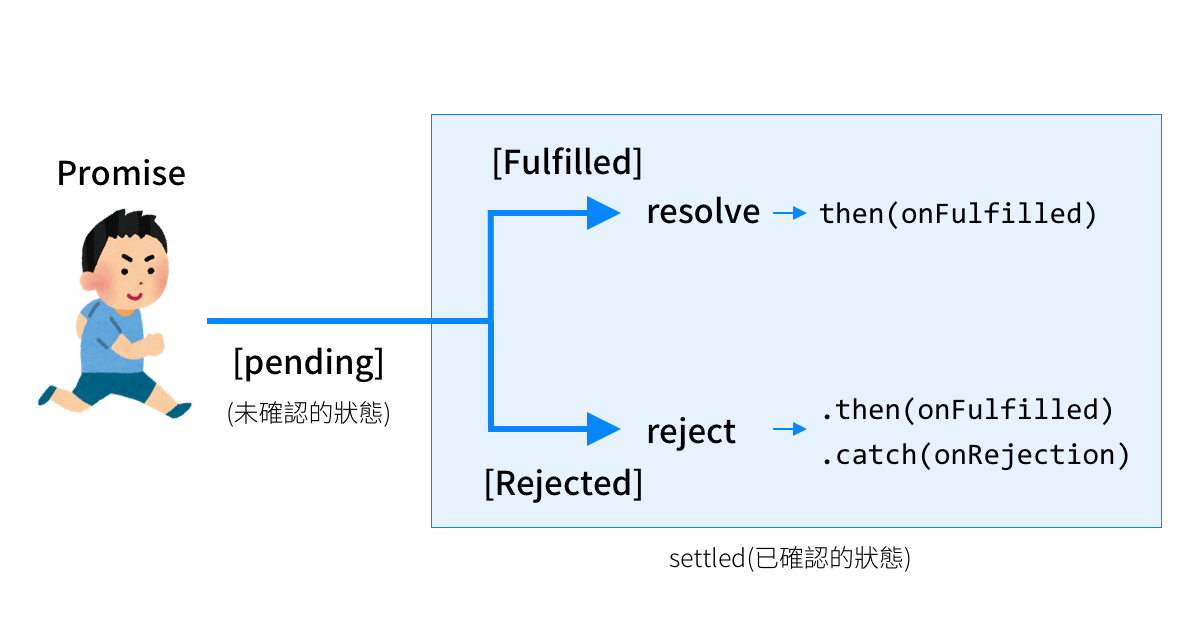 Promise
[pending]
(未確認的狀態)
[Fulfilled]
resolve
then(onFulfilled)
reject
.then(onFulfilled)
.catch(onRejection)
[Rejected]
settled(已確認的狀態)